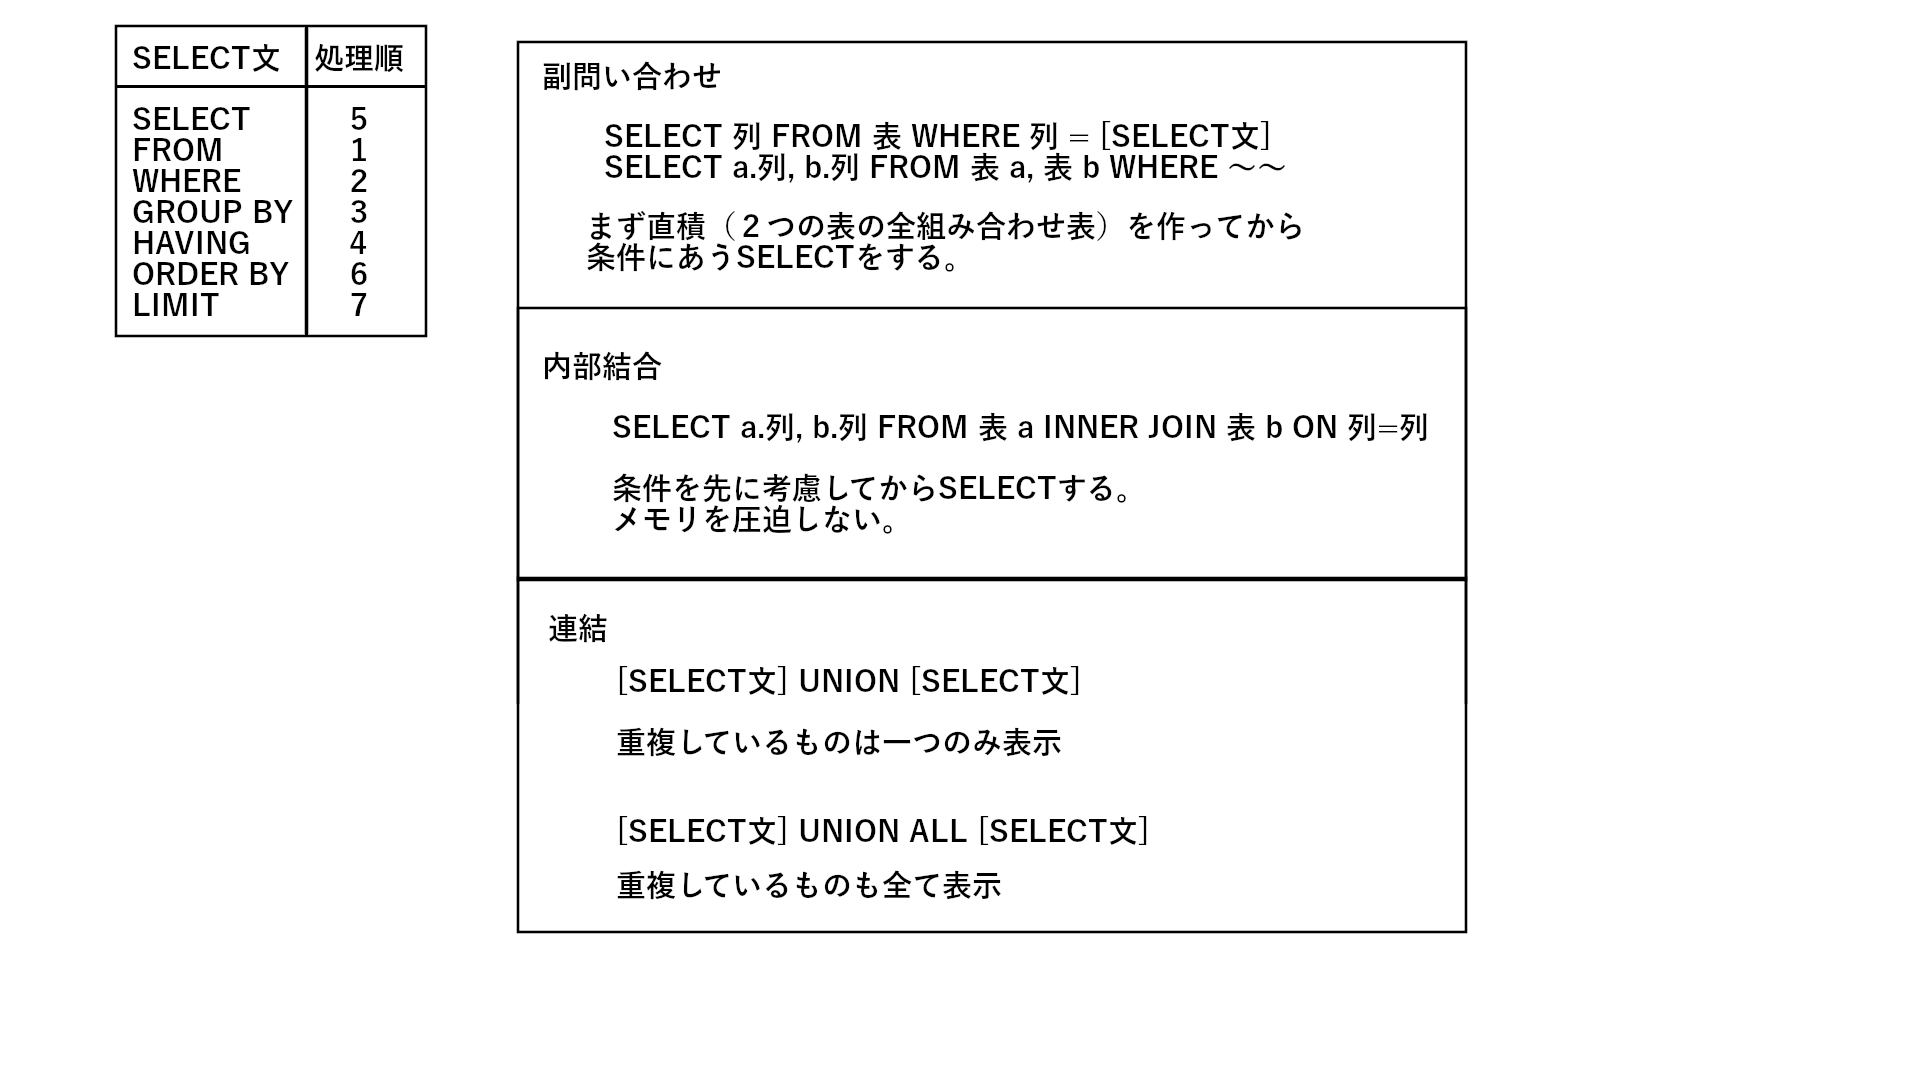 SELECT文 処理順
SELECT 5
FROM 1
WHERE 2
GROUP BY 3
HAVING 4
ORDER BY 6
LIMIT 7
副問い合わせ
SELECT 列 FROM 表 WHERE 列 = [SELECT文]
SELECT a.列, b.列 FROM 表 a, 表 b WHERE ～～
まず直積（２つの表の全組み合わせ表）を作ってから
条件にあうSELECTをする。
内部結合
SELECT a.列, b.列 FROM 表 a INNER JOIN 表 b ON 列=列
条件を先に考慮してからSELECTする。
メモリを圧迫しない。
連結
[SELECT文] UNION [SELECT文]
重複しているものは一つのみ表示
[SELECT文] UNION ALL [SELECT文]
重複しているものも全て表示